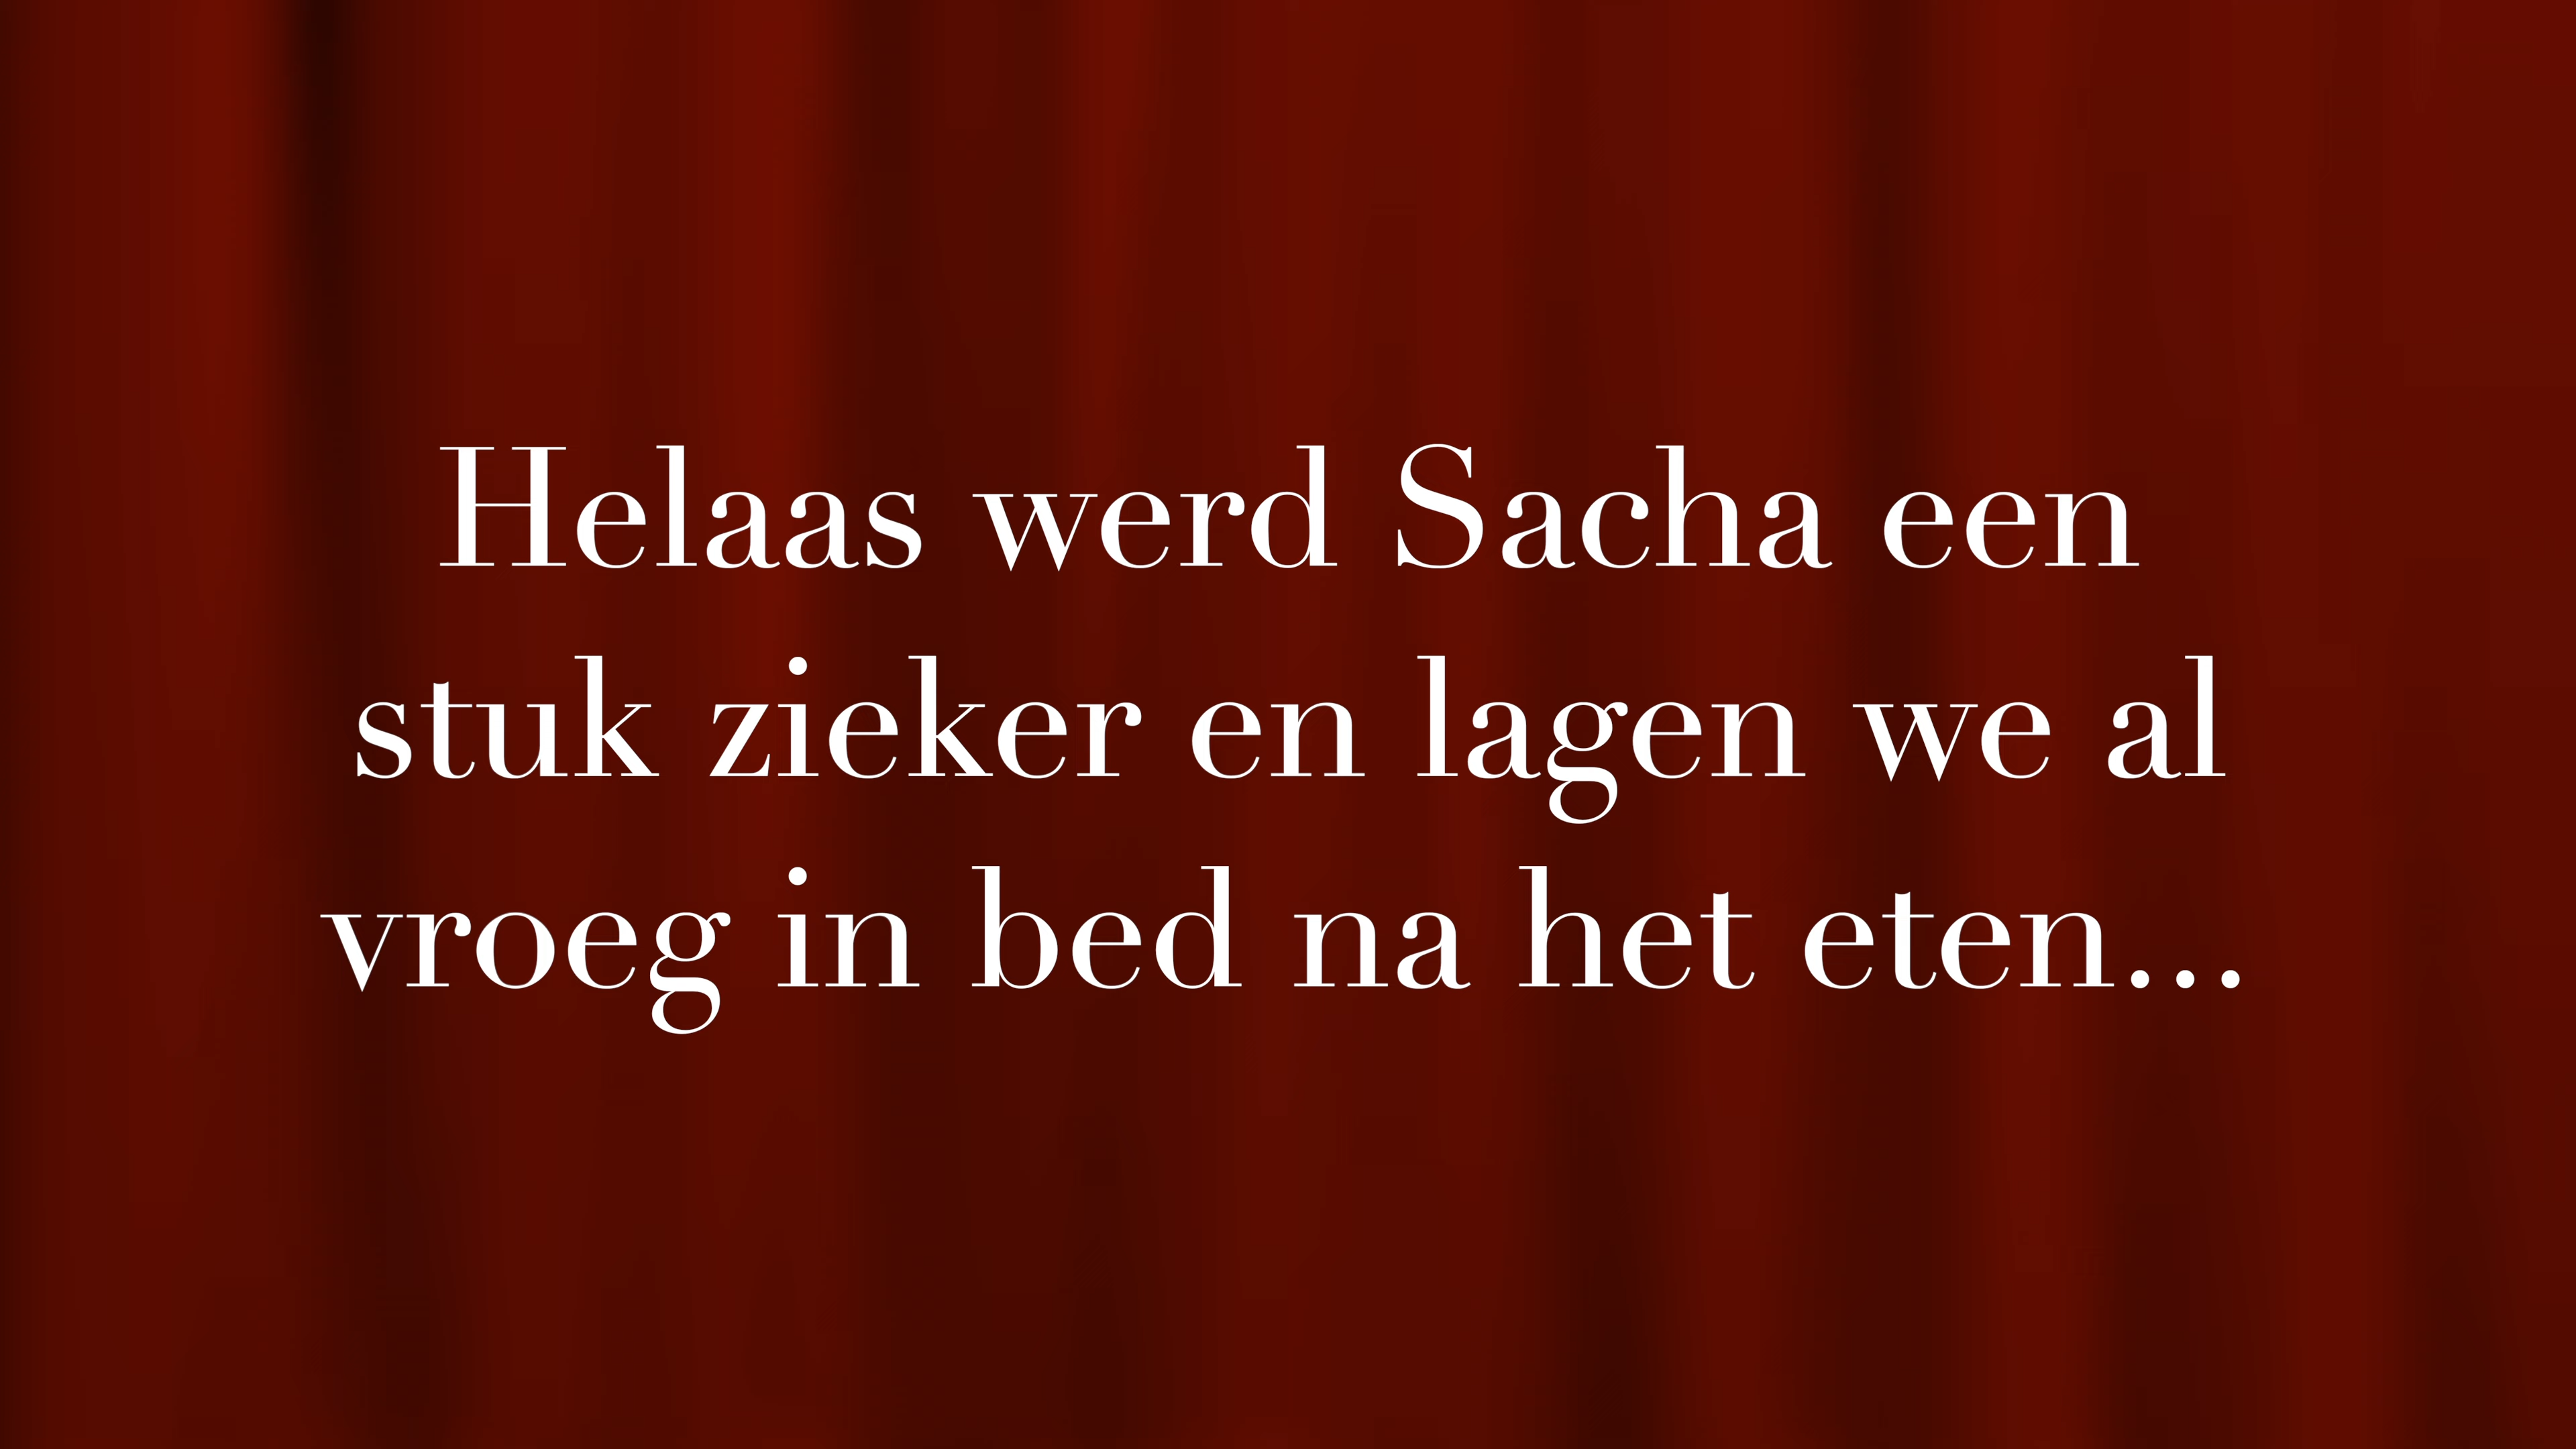 Helaas werd Sacha een
stuk zieker en lagen we al
vroeg in bed na het eten...